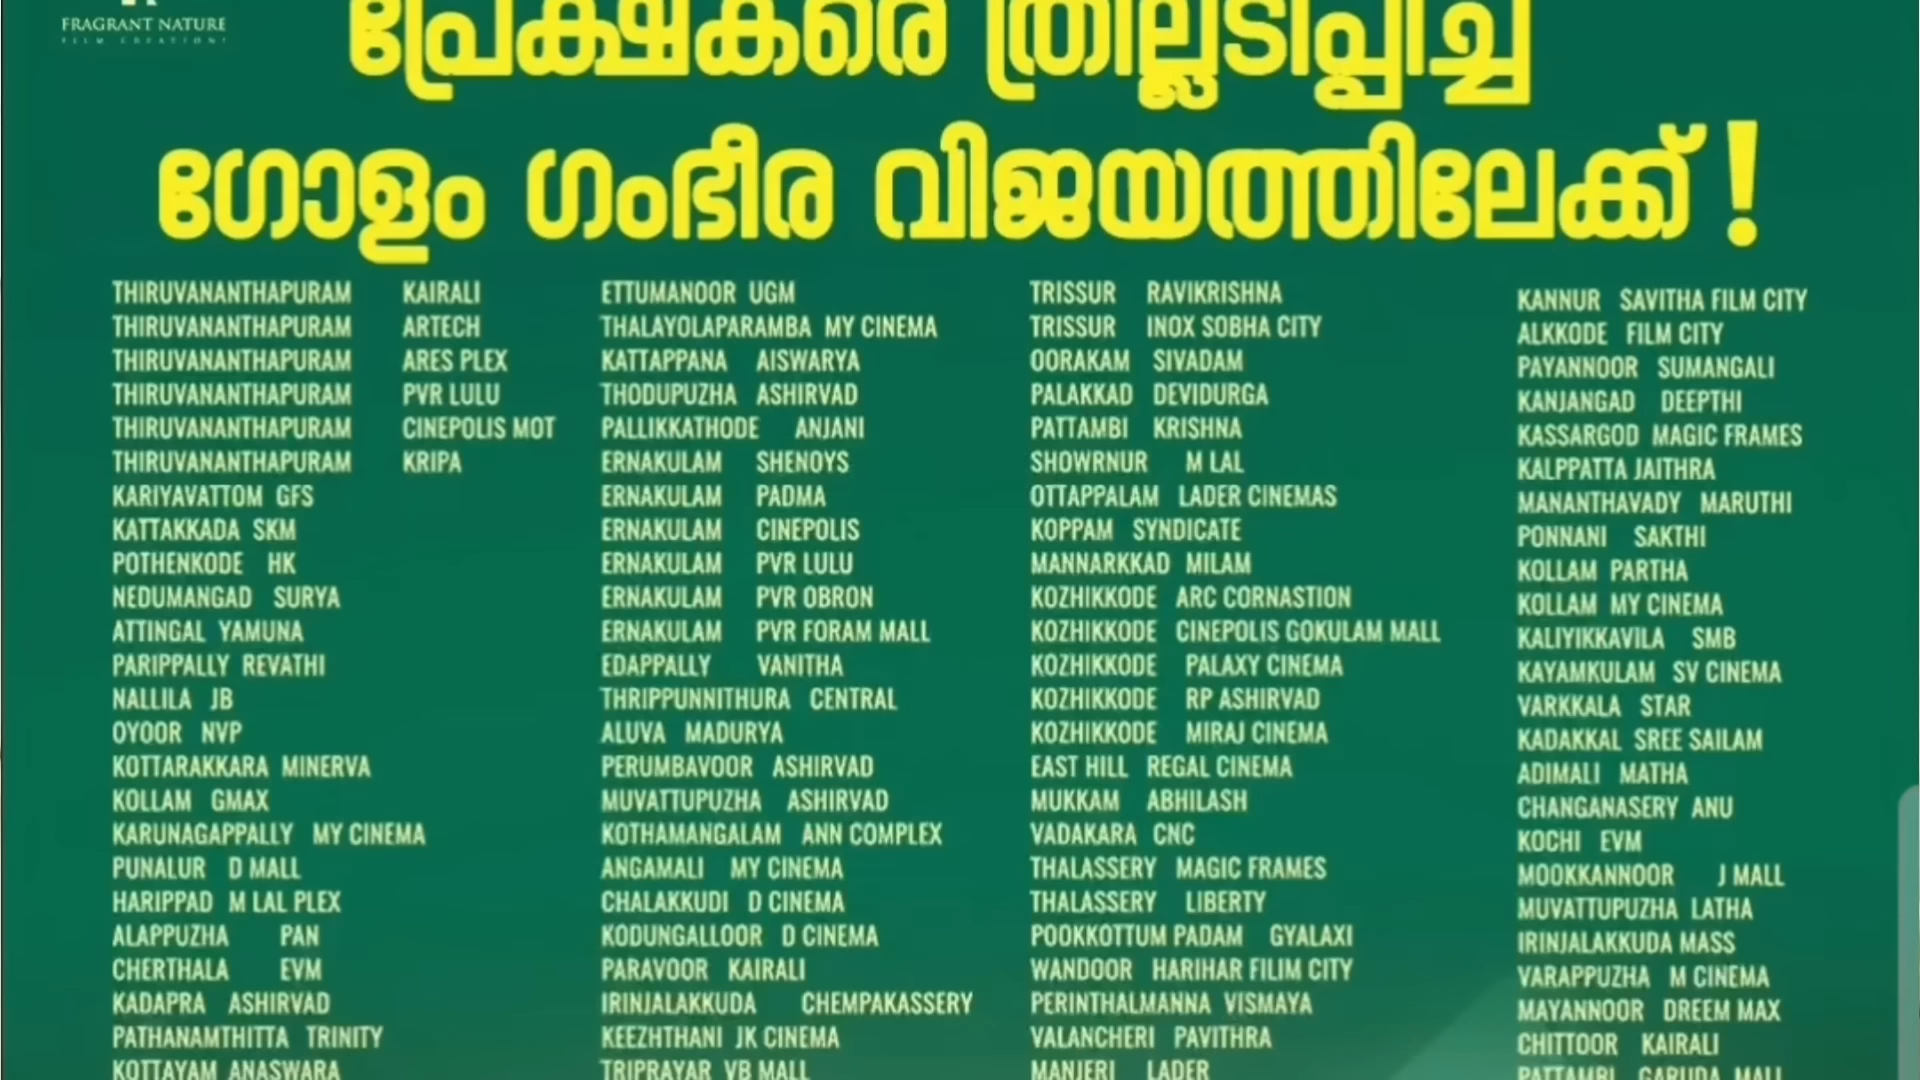 FRAGRANT NATURE
FILM CREATIONS
പ്രേക്ഷകരെ ത്രില്ലടിപ്പിച്ച
ഗോളം ഗംഭീര വിജയത്തിലേക്ക് !
THIRUVANANTHAPURAM KAIRALI
THIRUVANANTHAPURAM ARTECH
THIRUVANANTHAPURAM ARES PLEX
THIRUVANANTHAPURAM PVR LULU
THIRUVANANTHAPURAM CINEPOLIS MOT
THIRUVANANTHAPURAM KRIPA
KARIYAVATTOM GFS
KATTAKKADA SKM
POTHENKODE HK
NEDUMANGAD SURYA
ATTINGAL YAMUNA
PARIPPALLY REVATHI
NALLILA JB
OYOOR NVP
KOTTARAKKARA MINERVA
KOLLAM GMAX
KARUNAGAPPALLY MY CINEMA
PUNALUR D MALL
HARIPPAD M LAL PLEX
ALAPPUZHA PAN
CHERTHALA EVM
KADAPRA ASHIRVAD
PATHANAMTHITTA TRINITY
KOTTAYAM ANASWARA
ETTUMANOOR UGM
THALAYOLAPARAMBA MY CINEMA
KATTAPPANA AISWARYA
THODUPUZHA ASHIRVAD
PALLIKKATHODE ANJANI
ERNAKULAM SHENOYS
ERNAKULAM PADMA
ERNAKULAM CINEPOLIS
ERNAKULAM PVR LULU
ERNAKULAM PVR OBRON
ERNAKULAM PVR FORAM MALL
EDAPPALLY VANITHA
THRIPPUNNITHURA CENTRAL
ALUVA MADURYA
PERUMBAVOOR ASHIRVAD
MUVATTUPUZHA ASHIRVAD
KOTHAMANGALAM ANN COMPLEX
ANGAMALI MY CINEMA
CHALAKKUDI D CINEMA
KODUNGALLOOR D CINEMA
PARAVOOR KAIRALI
IRINJALAKKUDA CHEMPAKASSERY
KEEZHTHANI JK CINEMA
TRIPRAYAR VB MALL
TRISSUR RAVIKRISHNA
TRISSUR INOX SOBHA CITY
OORAKAM SIVADAM
PALAKKAD DEVIDURGA
PATTAMBI KRISHNA
SHOWRNUR M LAL
OTTAPPALAM LADER CINEMAS
KOPPAM SYNDICATE
MANNARKKAD MILAM
KOZHIKKODE ARC CORNASTION
KOZHIKKODE CINEPOLIS GOKULAM MALL
KOZHIKKODE PALAXY CINEMA
KOZHIKKODE RP ASHIRVAD
KOZHIKKODE MIRAJ CINEMA
EAST HILL REGAL CINEMA
MUKKAM ABHILASH
VADAKARA CNC
THALASSERY MAGIC FRAMES
THALASSERY LIBERTY
POOKKOTTUM PADAM GYALAXI
WANDOOR HARIHAR FILIM CITY
PERINTHALMANNA VISMAYA
VALANCHERI PAVITHRA
MANJERI LADER
KANNUR SAVITHA FILM CITY
ALKKODE FILM CITY
PAYANNOOR SUMANGALI
KANJANGAD DEEPTHI
KASSARGOD MAGIC FRAMES
KALPPATTA JAITHRA
MANANTHAVADY MARUTHI
PONNANI SAKTHI
KOLLAM PARTHA
KOLLAM MY CINEMA
KALIYIKKAVILA SMB
KAYAMKULAM SV CINEMA
VARKKALA STAR
KADAKKAL SREE SAILAM
ADIMALI MATHA
CHANGANASERY ANU
KOCHI EVM
MOOKKANNOOR J MALL
MUVATTUPUZHA LATHA
IRINJALAKKUDA MASS
VARAPPUZHA M CINEMA
MAYANNOOR DREEM MAX
CHITTOOR KAIRALI
PATTAMBI GARUDA MALL